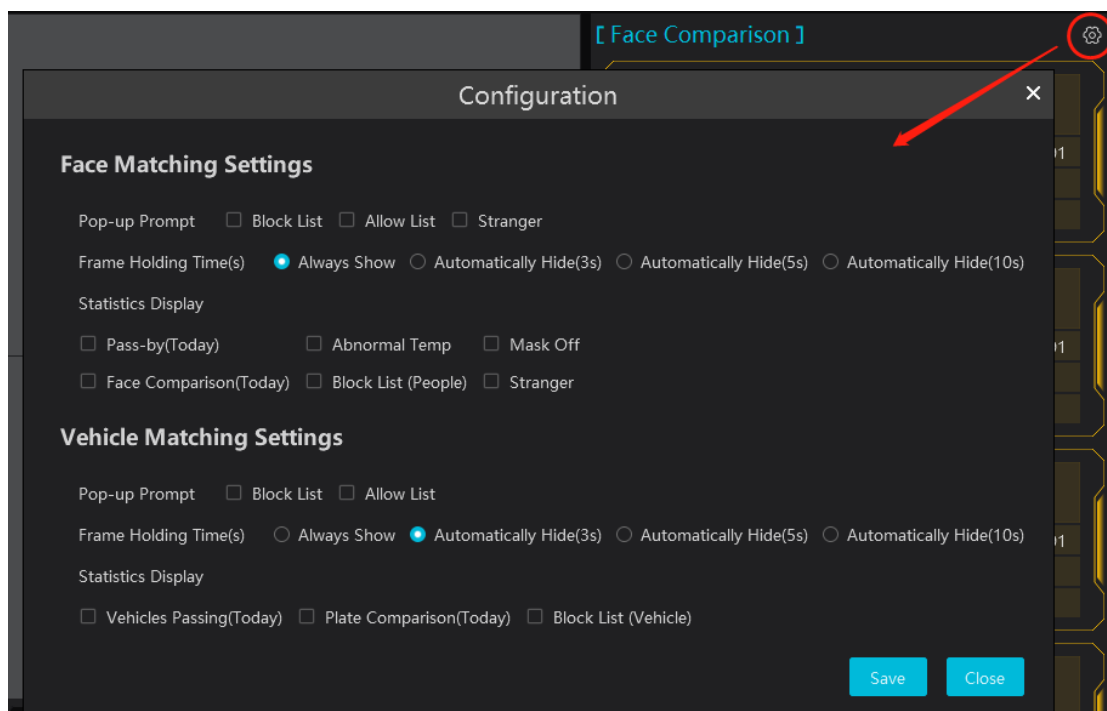 [ Face Comparison ]
Configuration
Face Matching Settings
Pop-up Prompt Block List Allow List Stranger
Frame Holding Time(s) Always Show Automatically Hide(3s) Automatically Hide(5s) Automatically Hide(10s)
Statistics Display
Pass-by(Today) Abnormal Temp Mask Off
Face Comparison(Today) Block List (People) Stranger
Vehicle Matching Settings
Pop-up Prompt Block List Allow List
Frame Holding Time(s) Always Show Automatically Hide(3s) Automatically Hide(5s) Automatically Hide(10s)
Statistics Display
Vehicles Passing(Today) Plate Comparison(Today) Block List (Vehicle)
Save Close